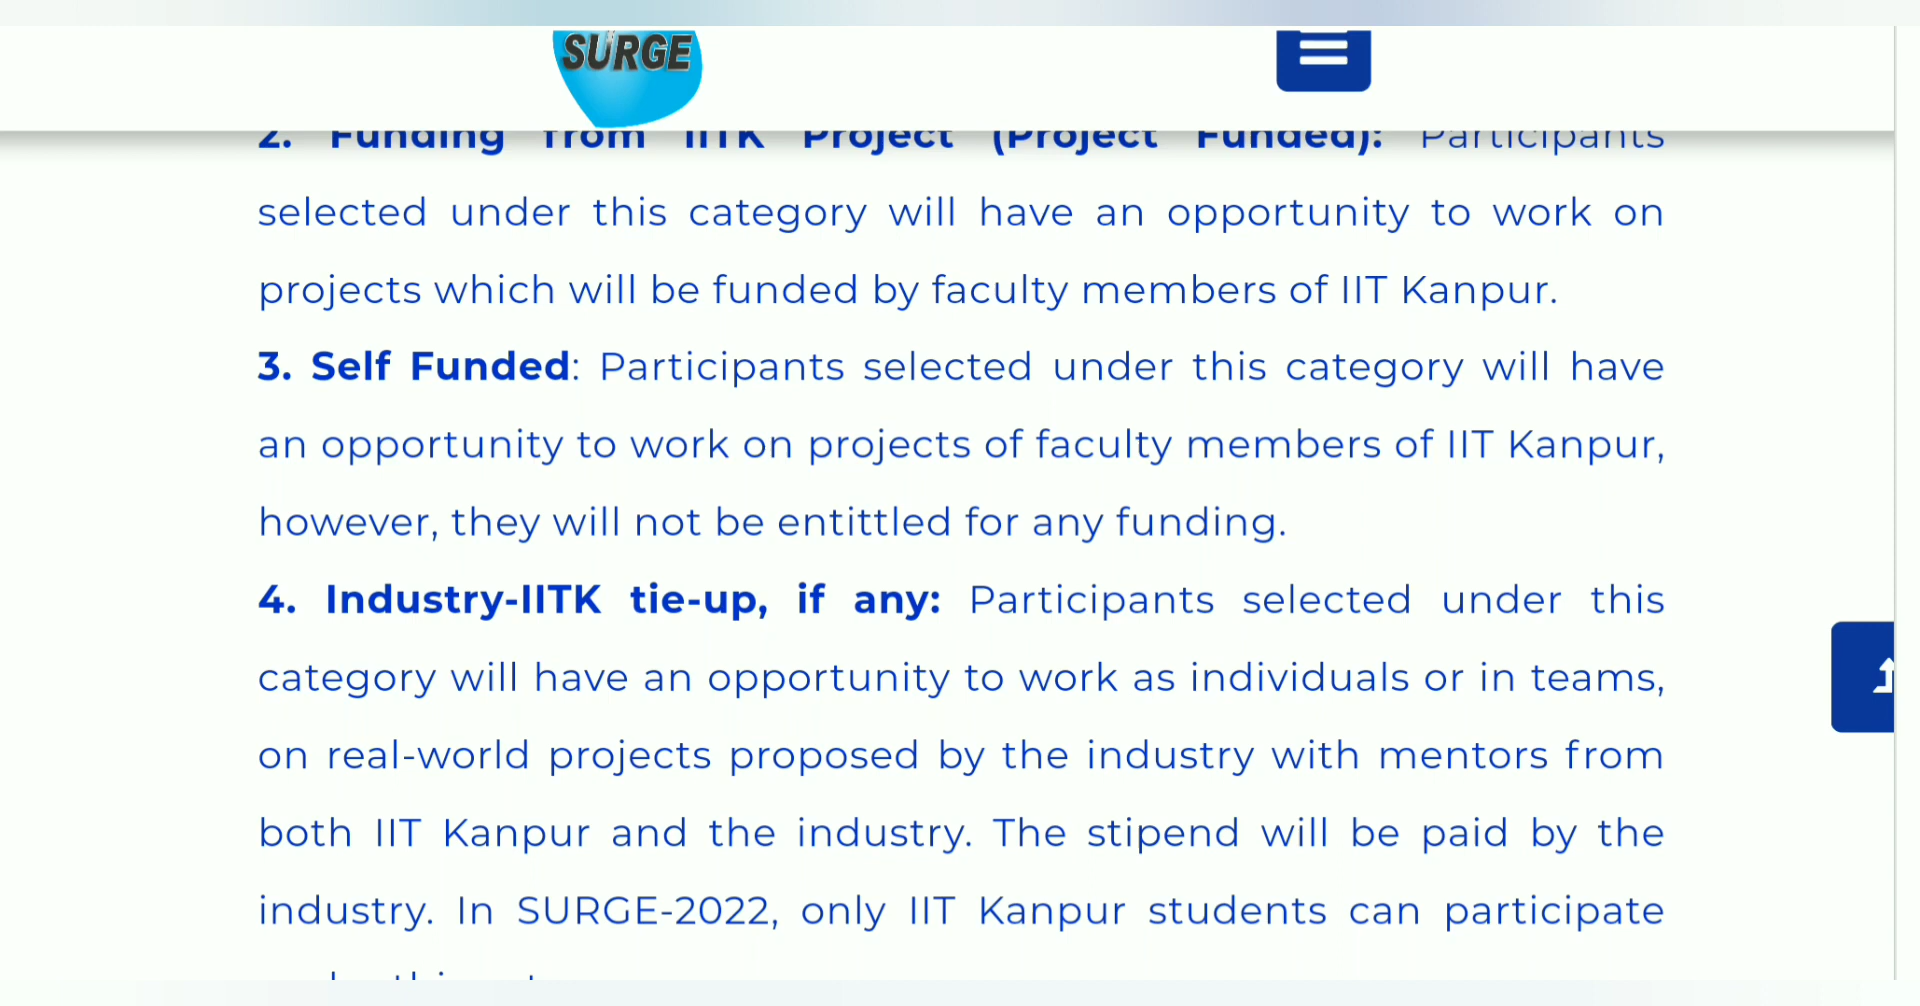 SURGE
2. Funding from IITK Project (Project Funded): Participants
selected under this category will have an opportunity to work on
projects which will be funded by faculty members of IIT Kanpur.
3. Self Funded: Participants selected under this category will have
an opportunity to work on projects of faculty members of IIT Kanpur,
however, they will not be entittled for any funding.
4. Industry-IITK tie-up, if any: Participants selected under this
category will have an opportunity to work as individuals or in teams,
on real-world projects proposed by the industry with mentors from
both IIT Kanpur and the industry. The stipend will be paid by the
industry. In SURGE-2022, only IIT Kanpur students can participate